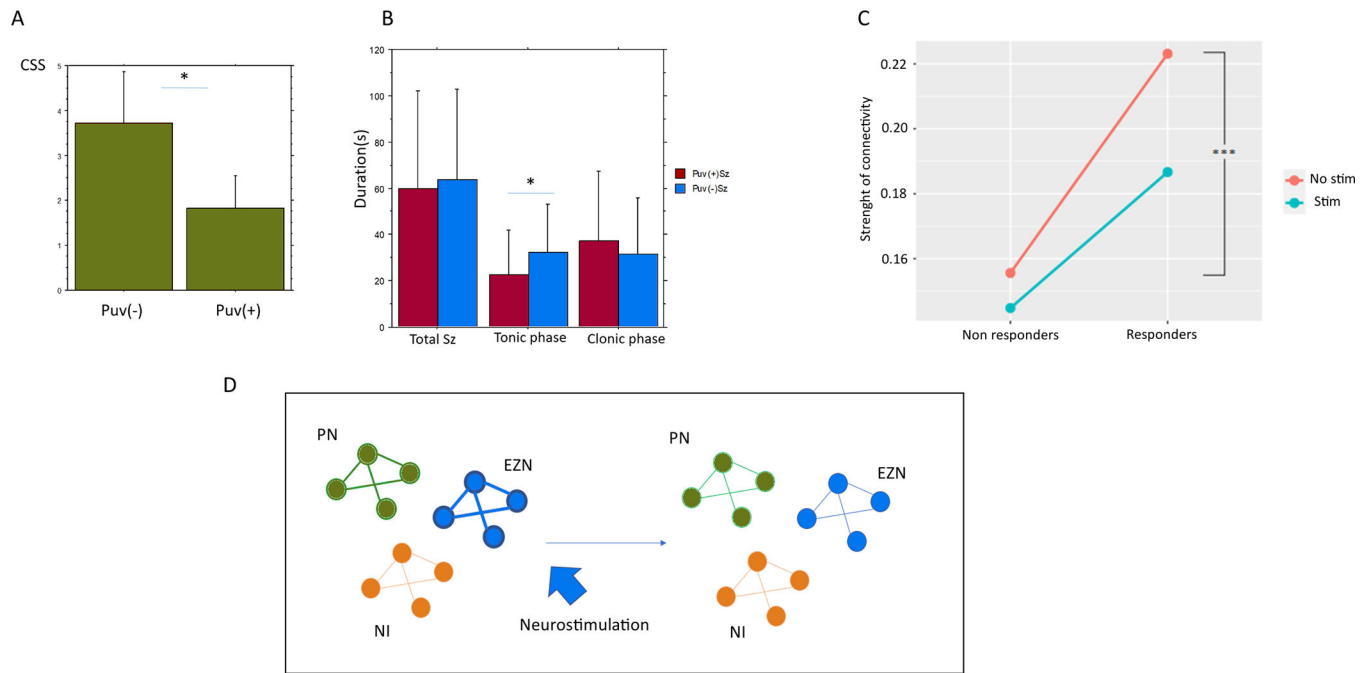 A
CSS
5
4
3
2
1
0
*
Puv(-)
Puv(+)
B
Duration(s)
120
100
80
60
40
20
0
*
Total Sz
Tonic phase
Clonic phase
Puv(+)Sz
Puv(-)Sz
C
Strenght of connectivity
0.22
0.20
0.18
0.16
***
Non responders
Responders
No stim
Stim
D
PN
EZN
NI
Neurostimulation
PN
EZN
NI